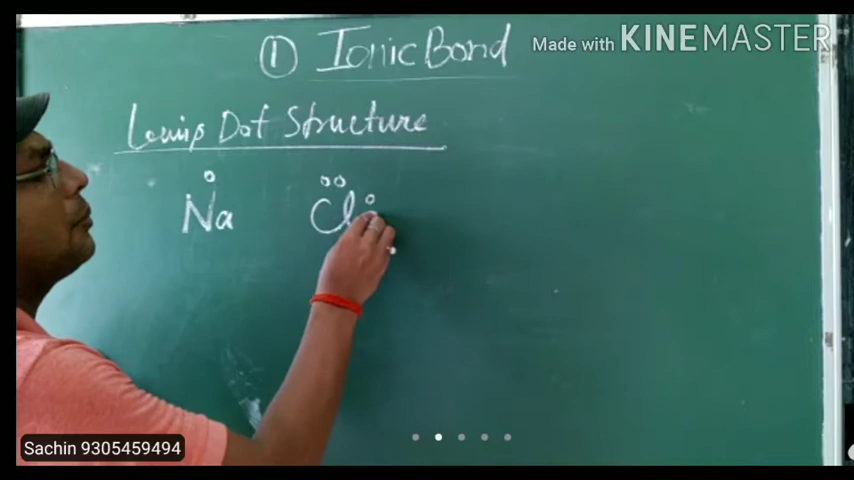 ① Ionic Bond
Made with KINEMASTER
Lewis Dot Structure
Na Cl
Sachin 9305459494